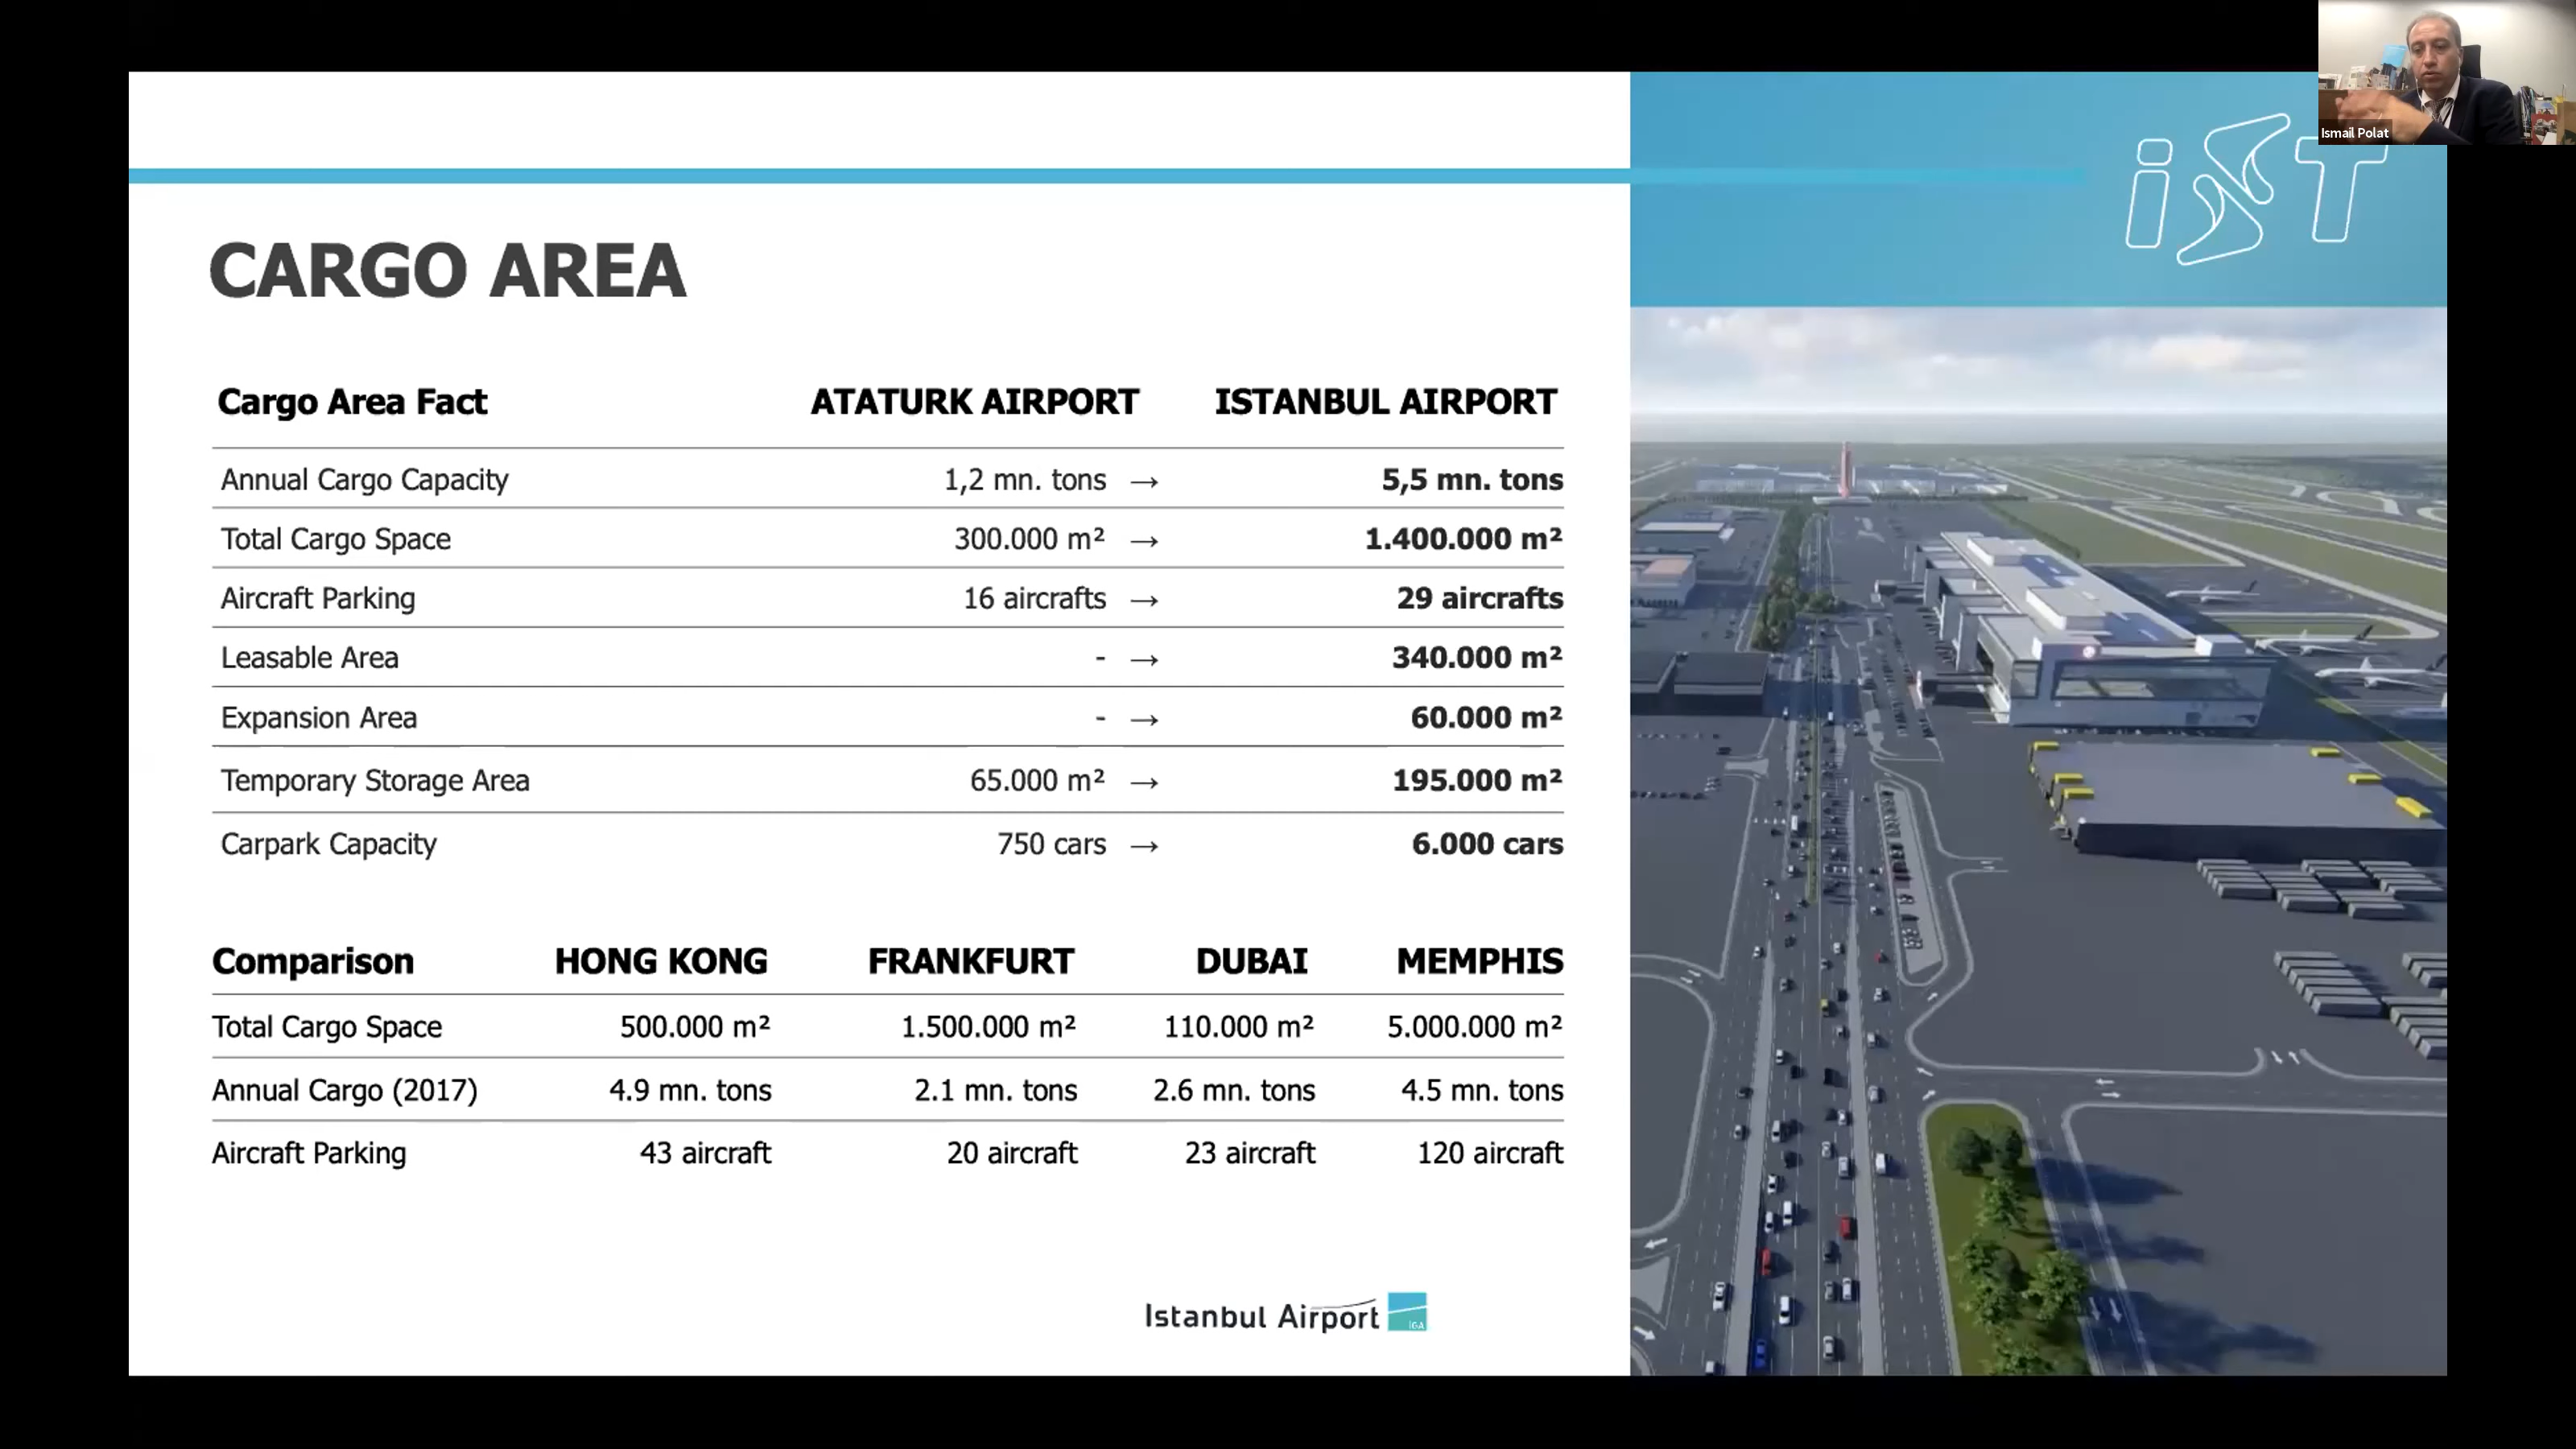 Ismail Polat
iST
CARGO AREA
Cargo Area Fact ATATURK AIRPORT ISTANBUL AIRPORT
Annual Cargo Capacity 1,2 mn. tons → 5,5 mn. tons
Total Cargo Space 300.000 m² → 1.400.000 m²
Aircraft Parking 16 aircrafts → 29 aircrafts
Leasable Area - → 340.000 m²
Expansion Area - → 60.000 m²
Temporary Storage Area 65.000 m² → 195.000 m²
Carpark Capacity 750 cars → 6.000 cars
Comparison HONG KONG FRANKFURT DUBAI MEMPHIS
Total Cargo Space 500.000 m² 1.500.000 m² 110.000 m² 5.000.000 m²
Annual Cargo (2017) 4.9 mn. tons 2.1 mn. tons 2.6 mn. tons 4.5 mn. tons
Aircraft Parking 43 aircraft 20 aircraft 23 aircraft 120 aircraft
Istanbul Airport iGA